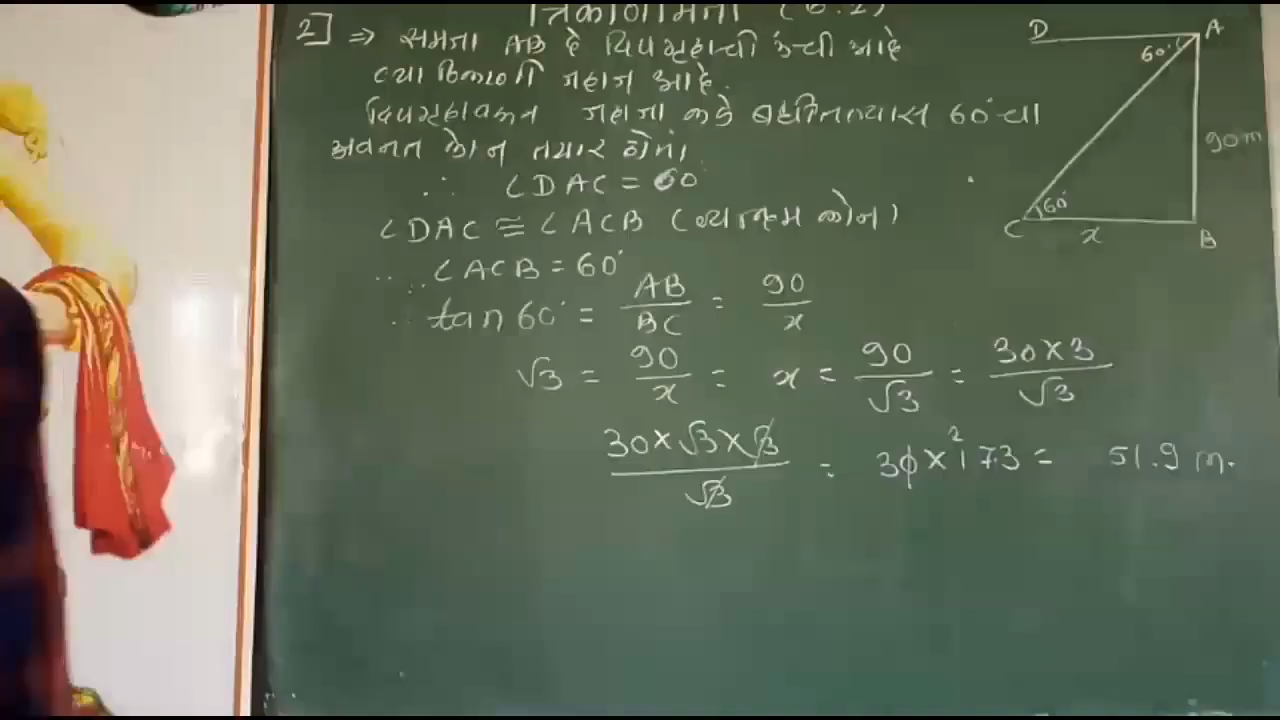 त्रिकोणमिती (6.2)
2] ⇒ समजा AB हे दिपगृहाची उंची आहे
त्या ठिकाणी जहाज आहे.
दिपगृहावरून जहाजा कडे बघितल्यास 60° चा
अवनत कोन तयार होतो.
∴ ∠DAC = 60
∠DAC ≅ ∠ACB (व्युत्क्रम कोन)
∴ ∠ACB = 60°
∴ tan 60° = AB/BC = 90/x
√3 = 90/x = x = 90/√3 = 30×3/√3
30×√3×√3/√3 = 30×1.73 = 51.9 m.
D A
60°
90m
60°
C x B